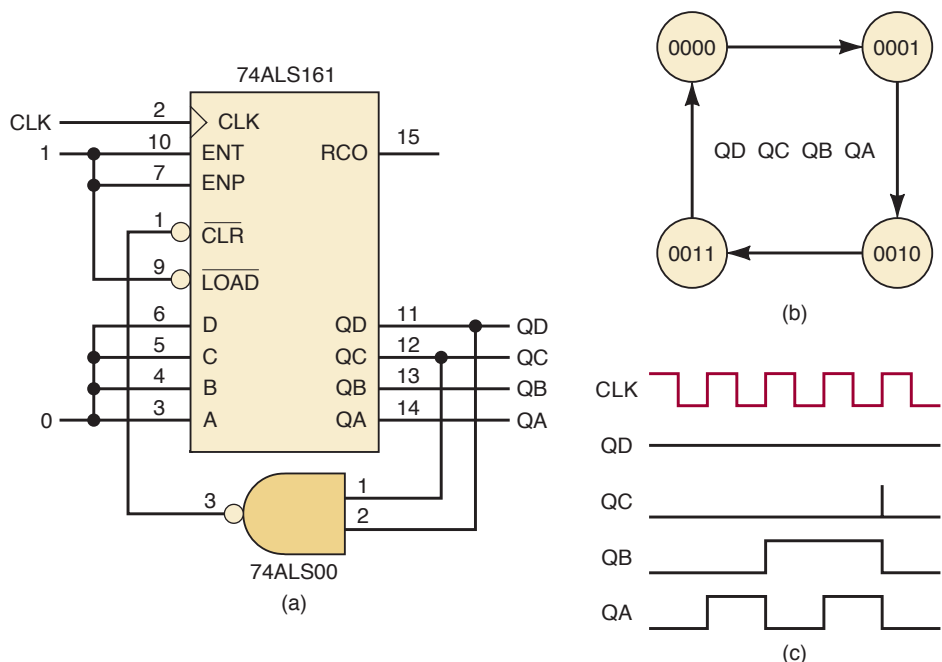 74ALS161
CLK 2 CLK
1 10 ENT RCO 15
7 ENP
1 CLR
9 LOAD
6 D QD 11 QD
5 C QC 12 QC
4 B QB 13 QB
0 3 A QA 14 QA
3 1
2
74ALS00
(a)
0000 0001
QD QC QB QA
0011 0010
(b)
CLK
QD
QC
QB
QA
(c)